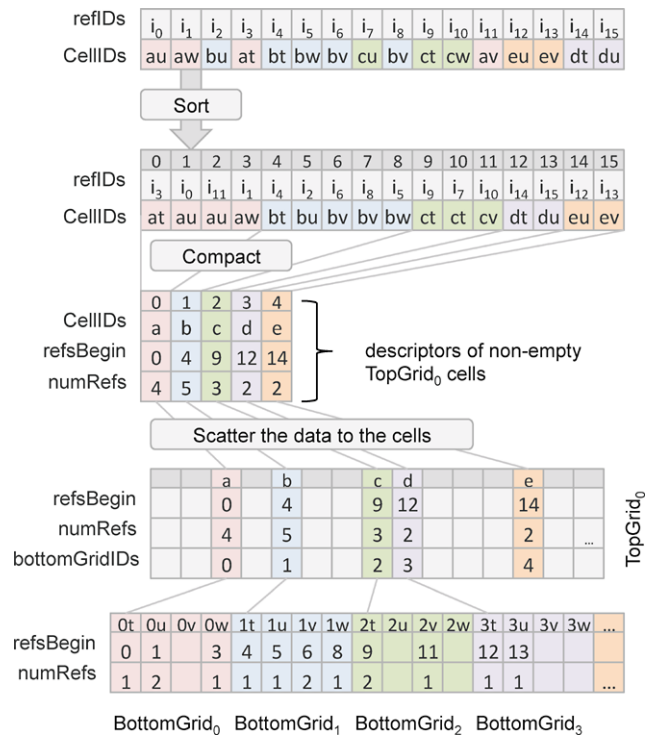 refIDs i₀ i₁ i₂ i₃ i₄ i₅ i₆ i₇ i₈ i₉ i₁₀ i₁₁ i₁₂ i₁₃ i₁₄ i₁₅
CellIDs au aw bu at bt bw bv cu bv ct cw av eu ev dt du
Sort
0 1 2 3 4 5 6 7 8 9 10 11 12 13 14 15
refIDs i₃ i₀ i₁₁ i₁ i₄ i₂ i₆ i₈ i₅ i₉ i₇ i₁₀ i₁₄ i₁₅ i₁₂ i₁₃
CellIDs at au au aw bt bu bv bv bw ct ct cv dt du eu ev
Compact
0 1 2 3 4
CellIDs a b c d e
refsBegin 0 4 9 12 14
numRefs 4 5 3 2 2
descriptors of non-empty
TopGrid₀ cells
Scatter the data to the cells
a b c d e
refsBegin 0 4 9 12 14
numRefs 4 5 3 2 2 ...
bottomGridIDs 0 1 2 3 4
TopGrid₀
0t 0u 0v 0w 1t 1u 1v 1w 2t 2u 2v 2w 3t 3u 3v 3w ...
refsBegin 0 1 3 4 5 6 8 9 11 12 13
numRefs 1 2 1 1 1 2 1 2 1 1 1 ...
BottomGrid₀ BottomGrid₁ BottomGrid₂ BottomGrid₃